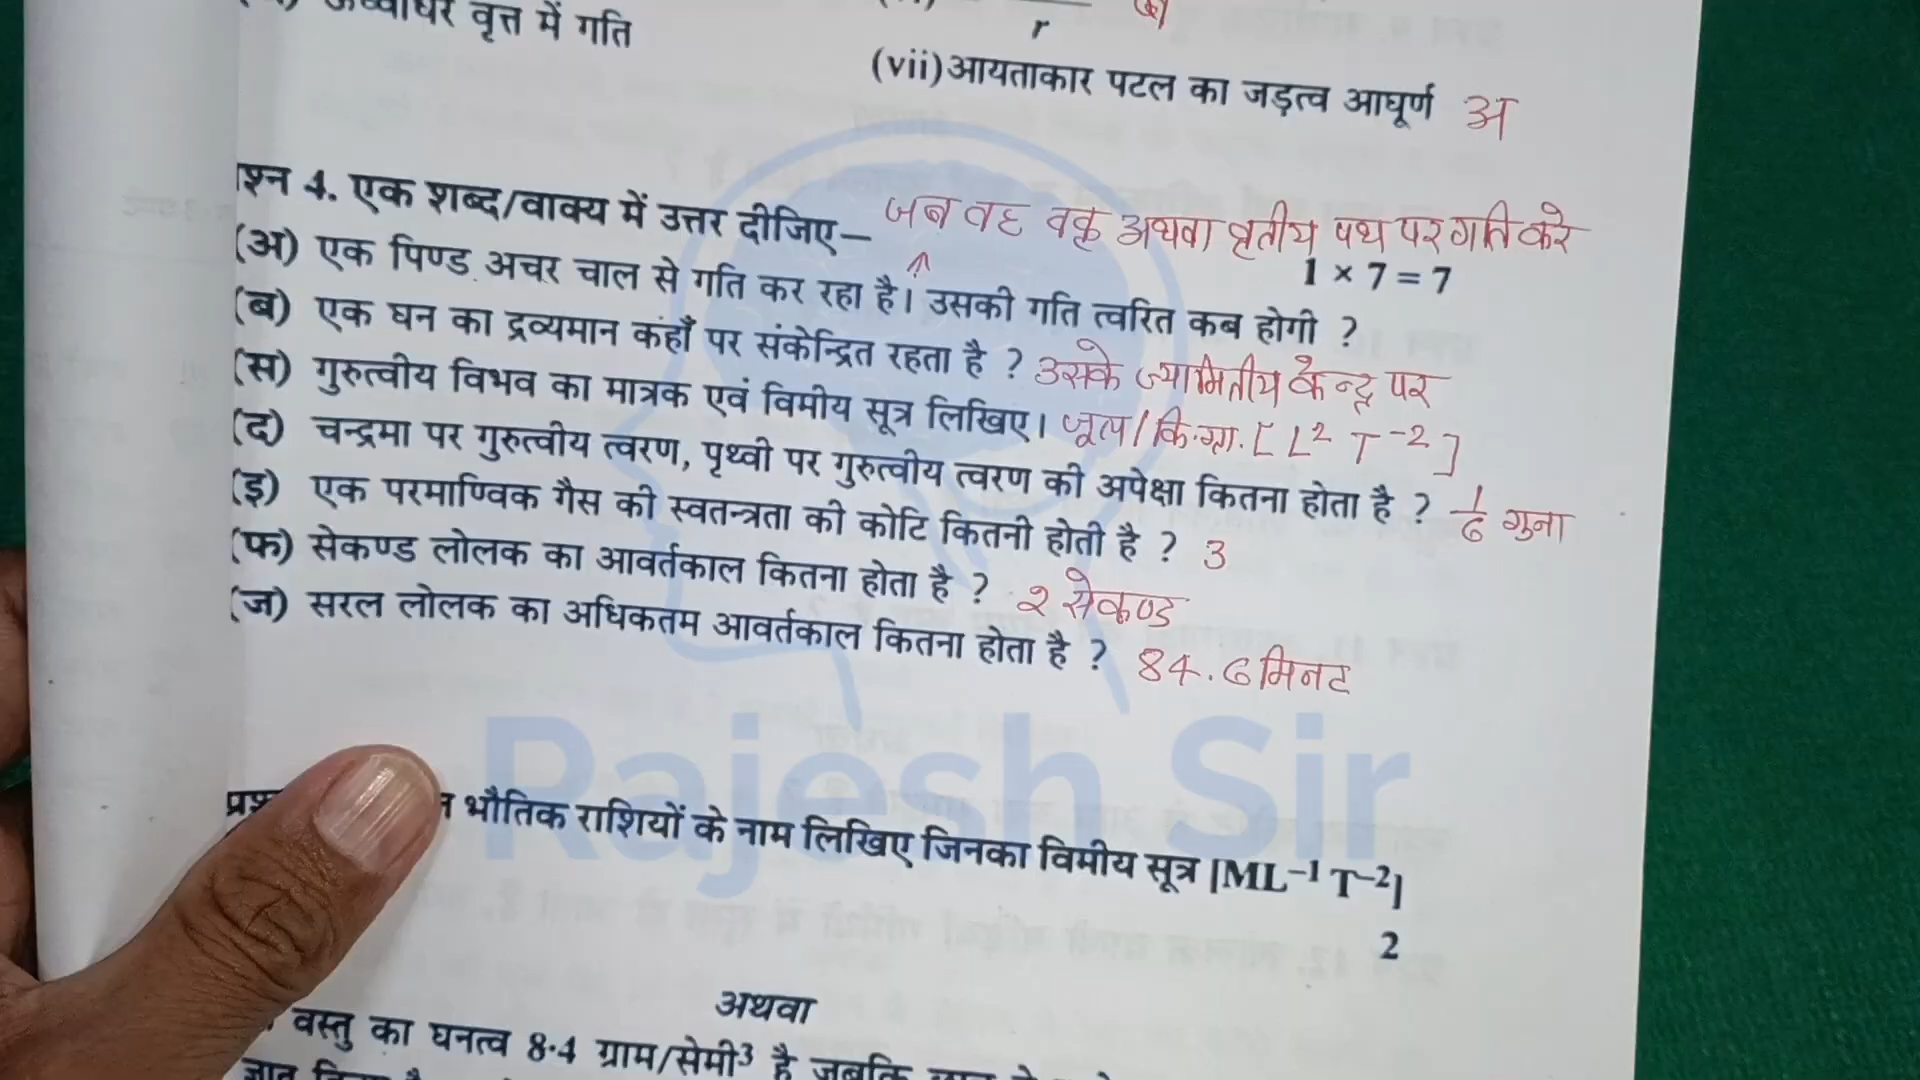 वृत्त में गति
r
(vii) आयताकार पटल का जड़त्व आघूर्ण अ
प्रश्न 4. एक शब्द/वाक्य में उत्तर दीजिए– जब वह वक्र अथवा वृतीय पथ पर गति करे
1 × 7 = 7
(अ) एक पिण्ड अचर चाल से गति कर रहा है। उसकी गति त्वरित कब होगी ?
(ब) एक घन का द्रव्यमान कहाँ पर संकेन्द्रित रहता है ? उसके ज्यामितीय केन्द्र पर
(स) गुरुत्वीय विभव का मात्रक एवं विमीय सूत्र लिखिए। जूल/कि.ग्रा. [L² T⁻²]
(द) चन्द्रमा पर गुरुत्वीय त्वरण, पृथ्वी पर गुरुत्वीय त्वरण की अपेक्षा कितना होता है ? 1/6 गुना
(इ) एक परमाण्विक गैस की स्वतन्त्रता की कोटि कितनी होती है ? 3
(फ) सेकण्ड लोलक का आवर्तकाल कितना होता है ? 2 सेकण्ड
(ज) सरल लोलक का अधिकतम आवर्तकाल कितना होता है ? 84.6 मिनट
Rajesh Sir
भौतिक राशियों के नाम लिखिए जिनका विमीय सूत्र [ML⁻¹ T⁻²]
2
अथवा
वस्तु का घनत्व 8·4 ग्राम/सेमी³ है जबकि